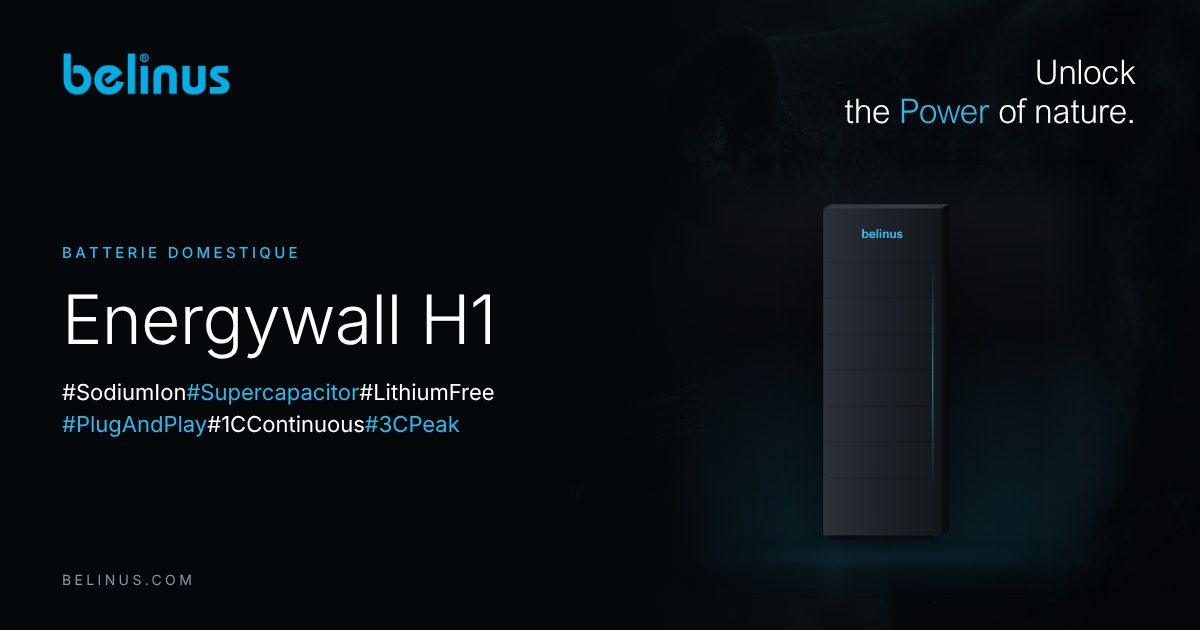 belinus®
Unlock
the Power of nature.
belinus
BATTERIE DOMESTIQUE
Energywall H1
#SodiumIon#Supercapacitor#LithiumFree
#PlugAndPlay#1CContinuous#3CPeak
BELINUS.COM